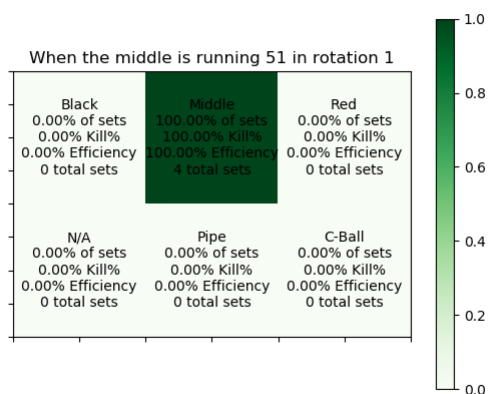 When the middle is running 51 in rotation 1
Black
0.00% of sets
0.00% Kill%
0.00% Efficiency
0 total sets
Middle
100.00% of sets
100.00% Kill%
100.00% Efficiency
4 total sets
Red
0.00% of sets
0.00% Kill%
0.00% Efficiency
0 total sets
N/A
0.00% of sets
0.00% Kill%
0.00% Efficiency
0 total sets
Pipe
0.00% of sets
0.00% Kill%
0.00% Efficiency
0 total sets
C-Ball
0.00% of sets
0.00% Kill%
0.00% Efficiency
0 total sets
1.0
0.8
0.6
0.4
0.2
0.0